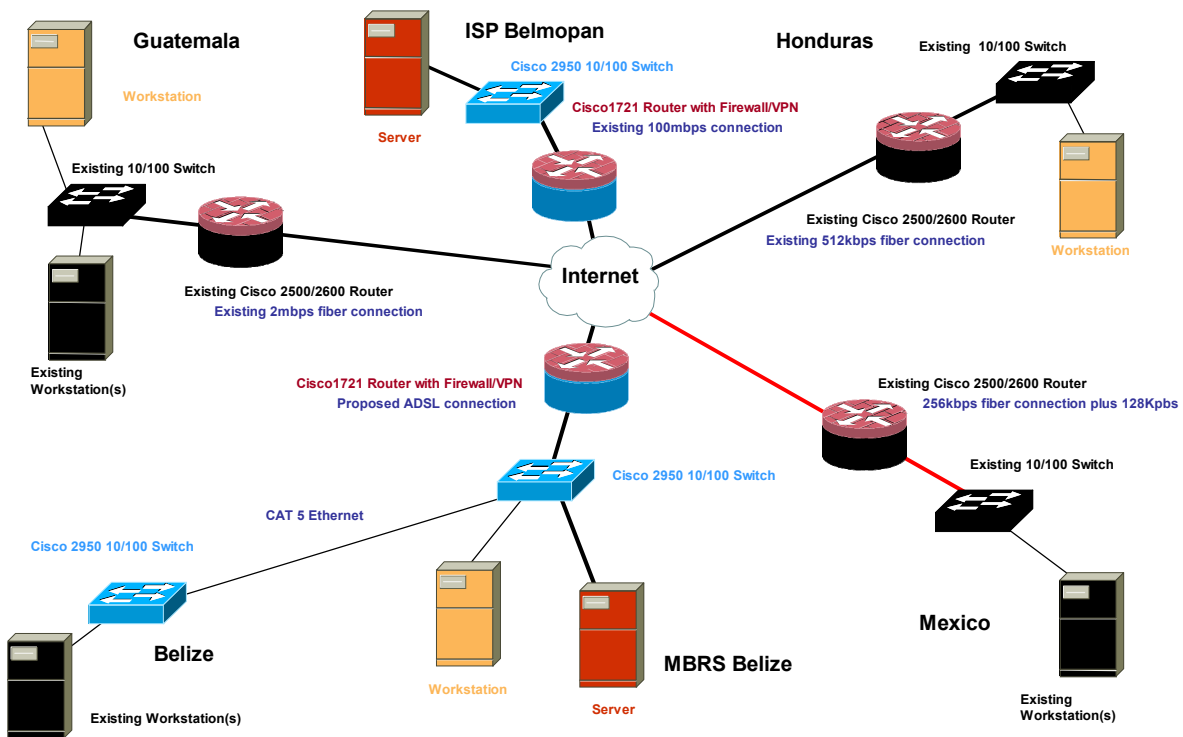 Guatemala
ISP Belmopan
Honduras
Existing  10/100 Switch
Cisco 2950 10/100 Switch
Workstation
Cisco1721 Router with Firewall/VPN
Existing 100mbps connection
Server
Existing 10/100 Switch
Existing Cisco 2500/2600 Router
Existing 512kbps fiber connection
Workstation
Internet
Existing Cisco 2500/2600 Router
Existing 2mbps fiber connection
Existing
Workstation(s)
Cisco1721 Router with Firewall/VPN
Proposed ADSL connection
Existing Cisco 2500/2600 Router
256kbps fiber connection plus 128Kpbs
Existing 10/100 Switch
Cisco 2950 10/100 Switch
CAT 5 Ethernet
Cisco 2950 10/100 Switch
Mexico
Belize
MBRS Belize
Workstation
Server
Existing Workstation(s)
Existing
Workstation(s)